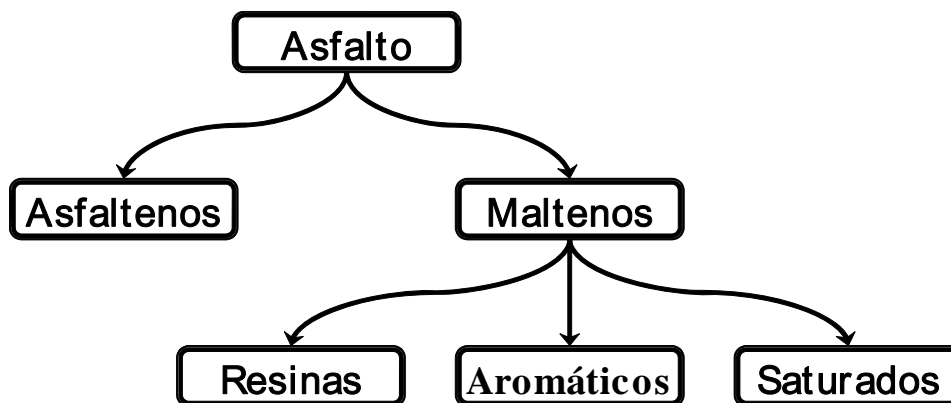 Asfalto
Asfaltenos
Maltenos
Resinas
Aromáticos
Saturados